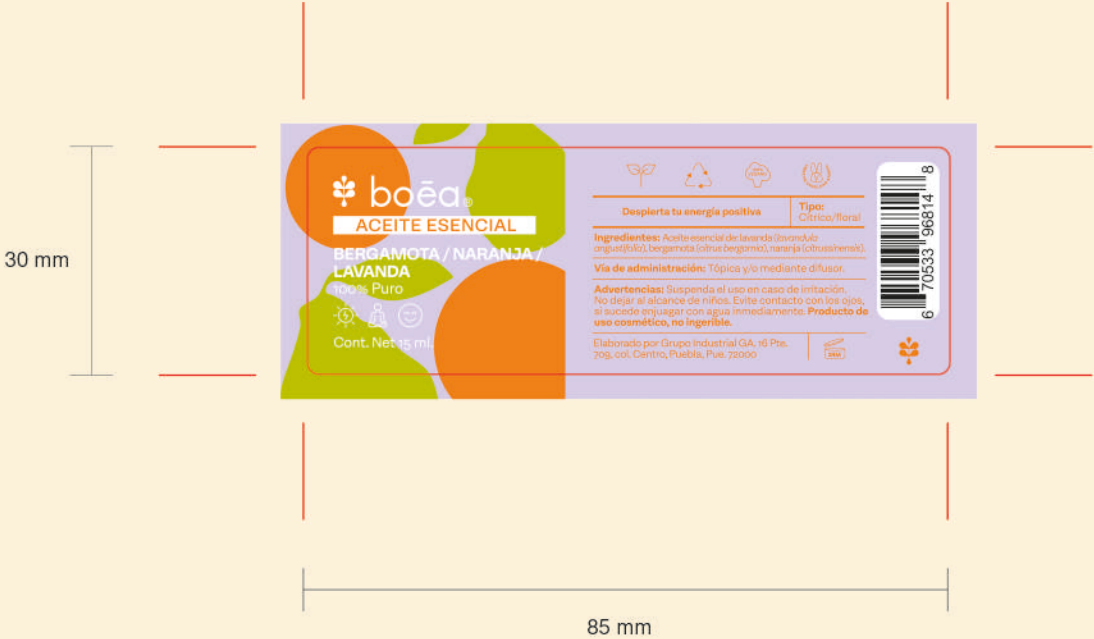 30 mm
boēa®
ACEITE ESENCIAL
BERGAMOTA / NARANJA /
LAVANDA
100% Puro
Cont. Net 15 ml.
Despierta tu energía positiva
Tipo:
Cítrico/floral
Ingredientes: Aceite esencial de: lavanda (lavandula
angustifolia), bergamota (citrus bergamia), naranja (citrus sinensis).
Vía de administración: Tópica y/o mediante difusor.
Advertencias: Suspenda el uso en caso de irritación.
No dejar al alcance de niños. Evite contacto con los ojos,
si sucede enjuagar con agua inmediamente. Producto de
uso cosmético, no ingerible.
Elaborado por Grupo Industrial GA. 16 Pte.
709, col. Centro, Puebla, Pue. 72000
6 70533 96814 8
85 mm